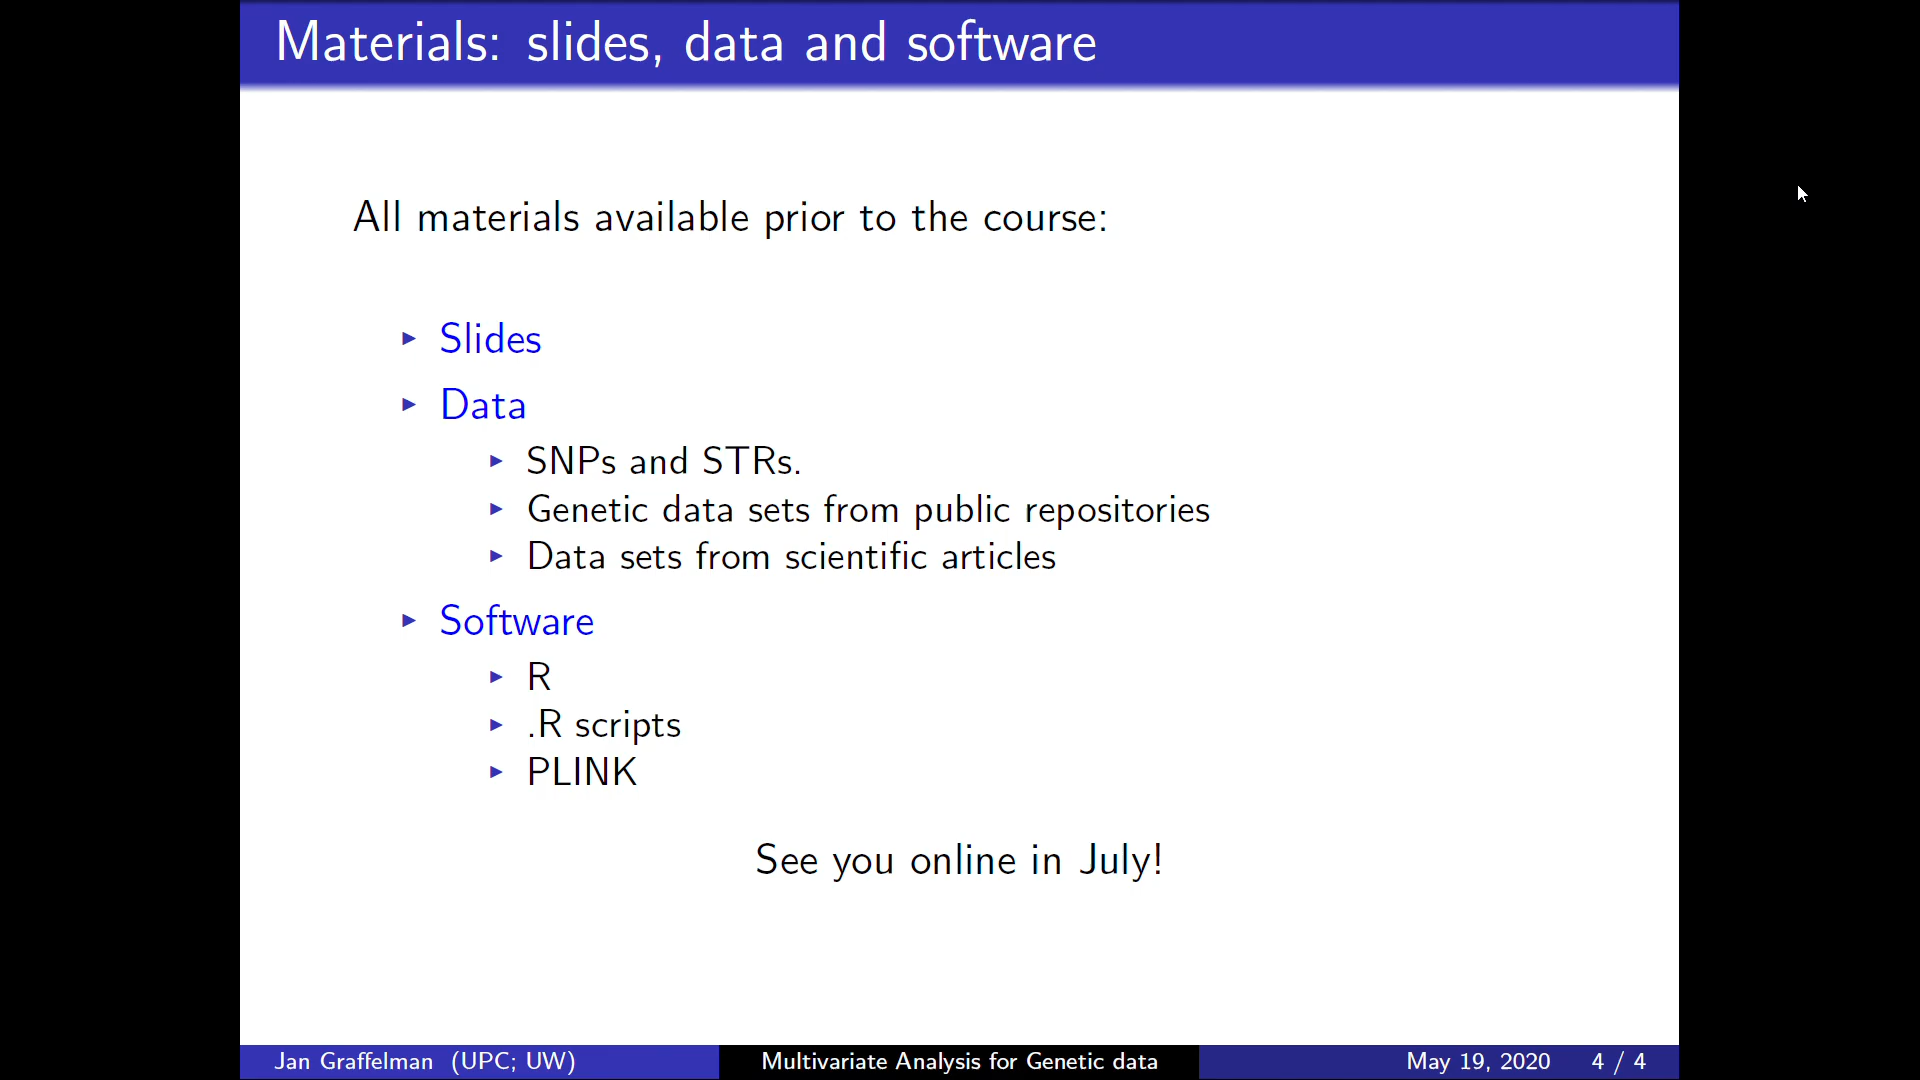 Materials: slides, data and software
All materials available prior to the course:
Slides
Data
SNPs and STRs.
Genetic data sets from public repositories
Data sets from scientific articles
Software
R
.R scripts
PLINK
See you online in July!
Jan Graffelman (UPC; UW) Multivariate Analysis for Genetic data May 19, 2020 4 / 4